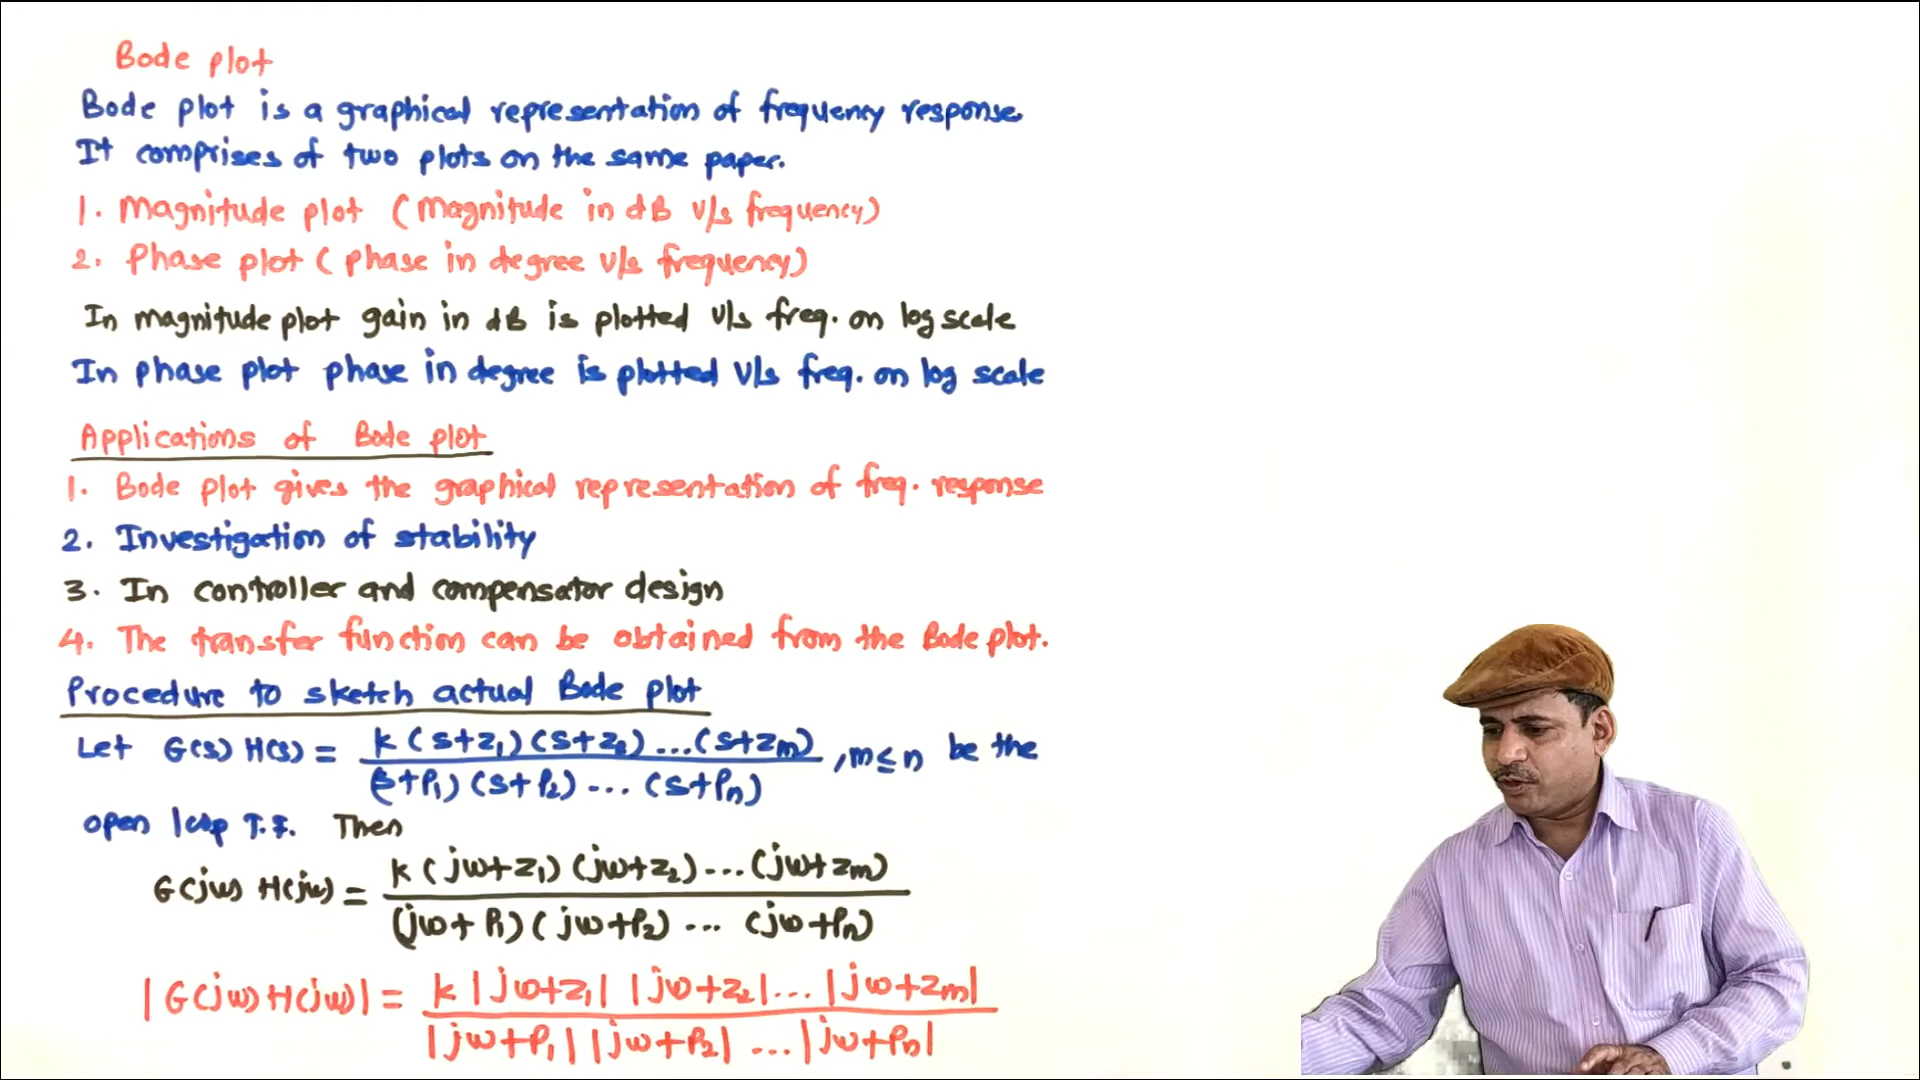 Bode plot
Bode plot is a graphical representation of frequency response.
It comprises of two plots on the same paper.
1. Magnitude plot (Magnitude in dB v/s frequency)
2. Phase plot (phase in degree v/s frequency)
In magnitude plot gain in dB is plotted v/s freq. on log scale
In phase plot phase in degree is plotted v/s freq. on log scale
Applications of Bode plot
1. Bode plot gives the graphical representation of freq. response
2. Investigation of stability
3. In controller and compensator design
4. The transfer function can be obtained from the Bode plot.
Procedure to sketch actual Bode plot
Let G(s) H(s) = K(s+z₁)(s+z₂)...(s+zₘ) / (s+P₁)(s+P₂)...(s+Pₙ) , m≤n be the
open loop T.F. Then
G(jω) H(jω) = K(jω+z₁)(jω+z₂)...(jω+zₘ) / (jω+P₁)(jω+P₂)...(jω+Pₙ)
|G(jω) H(jω)| = K|jω+z₁||jω+z₂|...|jω+zₘ| / |jω+P₁||jω+P₂|...|jω+Pₙ|